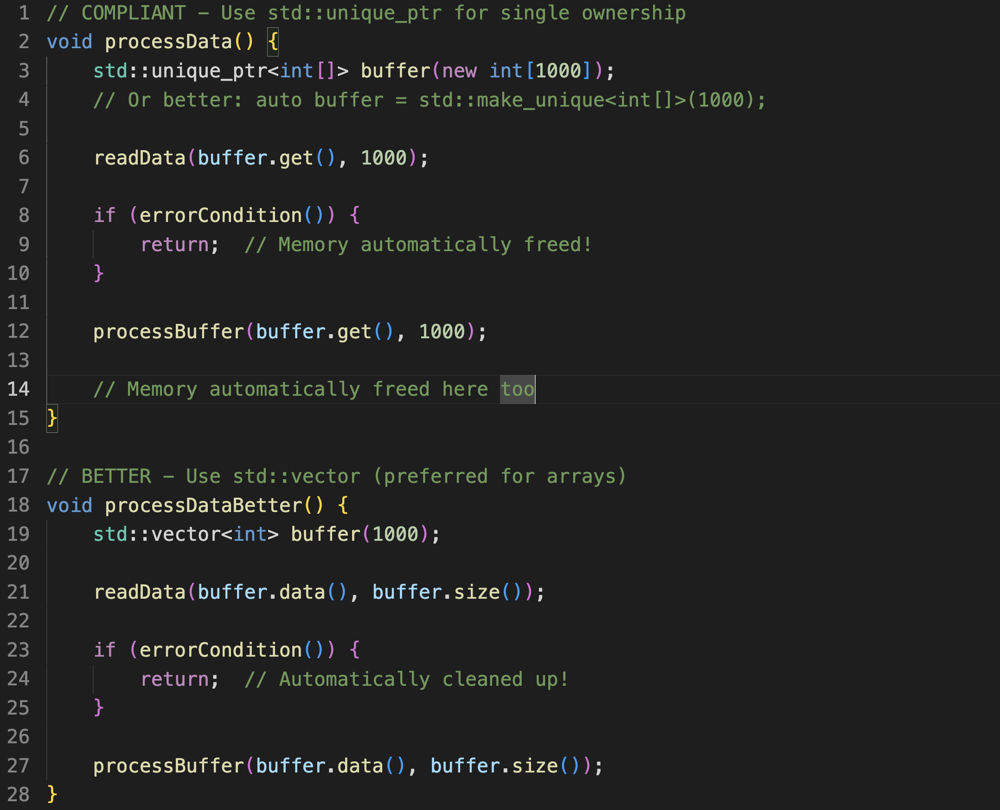 1 // COMPLIANT – Use std::unique_ptr for single ownership
2 void processData() {
3     std::unique_ptr<int[]> buffer(new int[1000]);
4     // Or better: auto buffer = std::make_unique<int[]>(1000);
5
6     readData(buffer.get(), 1000);
7
8     if (errorCondition()) {
9         return;  // Memory automatically freed!
10     }
11
12     processBuffer(buffer.get(), 1000);
13
14     // Memory automatically freed here too
15 }
16
17 // BETTER – Use std::vector (preferred for arrays)
18 void processDataBetter() {
19     std::vector<int> buffer(1000);
20
21     readData(buffer.data(), buffer.size());
22
23     if (errorCondition()) {
24         return;  // Automatically cleaned up!
25     }
26
27     processBuffer(buffer.data(), buffer.size());
28 }